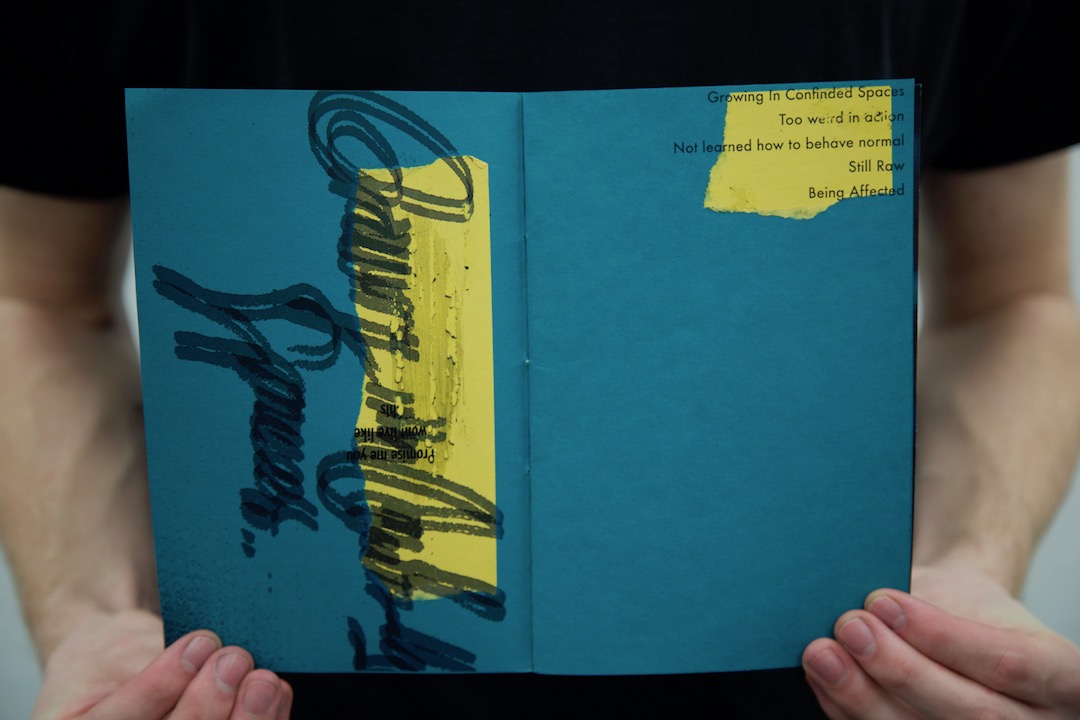 Promise me you
won't live like
this
Growing In Confinded Spaces
Too weird in action
Not learned how to behave normal
Still Raw
Being Affected